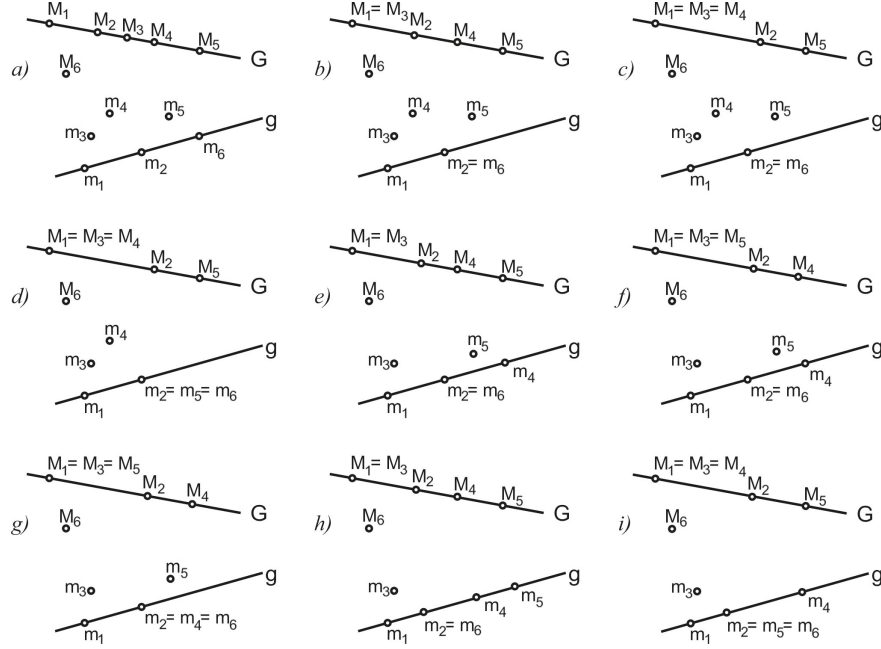 M1 M2 M3 M4 M5 G
a) M6
m4 m5 g
m3
m1 m2 m6
M1= M3 M2 M4 M5 G
b) M6
m4 m5 g
m3
m1 m2= m6
M1= M3= M4 M2 M5 G
c) M6
m4 m5 g
m3
m1 m2= m6
M1= M3= M4 M2 M5 G
d) M6
m4 g
m3
m1 m2= m5= m6
M1= M3 M2 M4 M5 G
e) M6
m5 g
m3 m4
m1 m2= m6
M1= M3= M5 M2 M4 G
f) M6
m5 g
m3 m4
m1 m2= m6
M1= M3= M5 M2 M4 G
g) M6
m5 g
m3
m1 m2= m4= m6
M1= M3 M2 M4 M5 G
h) M6
g
m3 m4 m5
m1 m2= m6
M1= M3= M4 M2 M5 G
i) M6
g
m3 m4
m1 m2= m5= m6